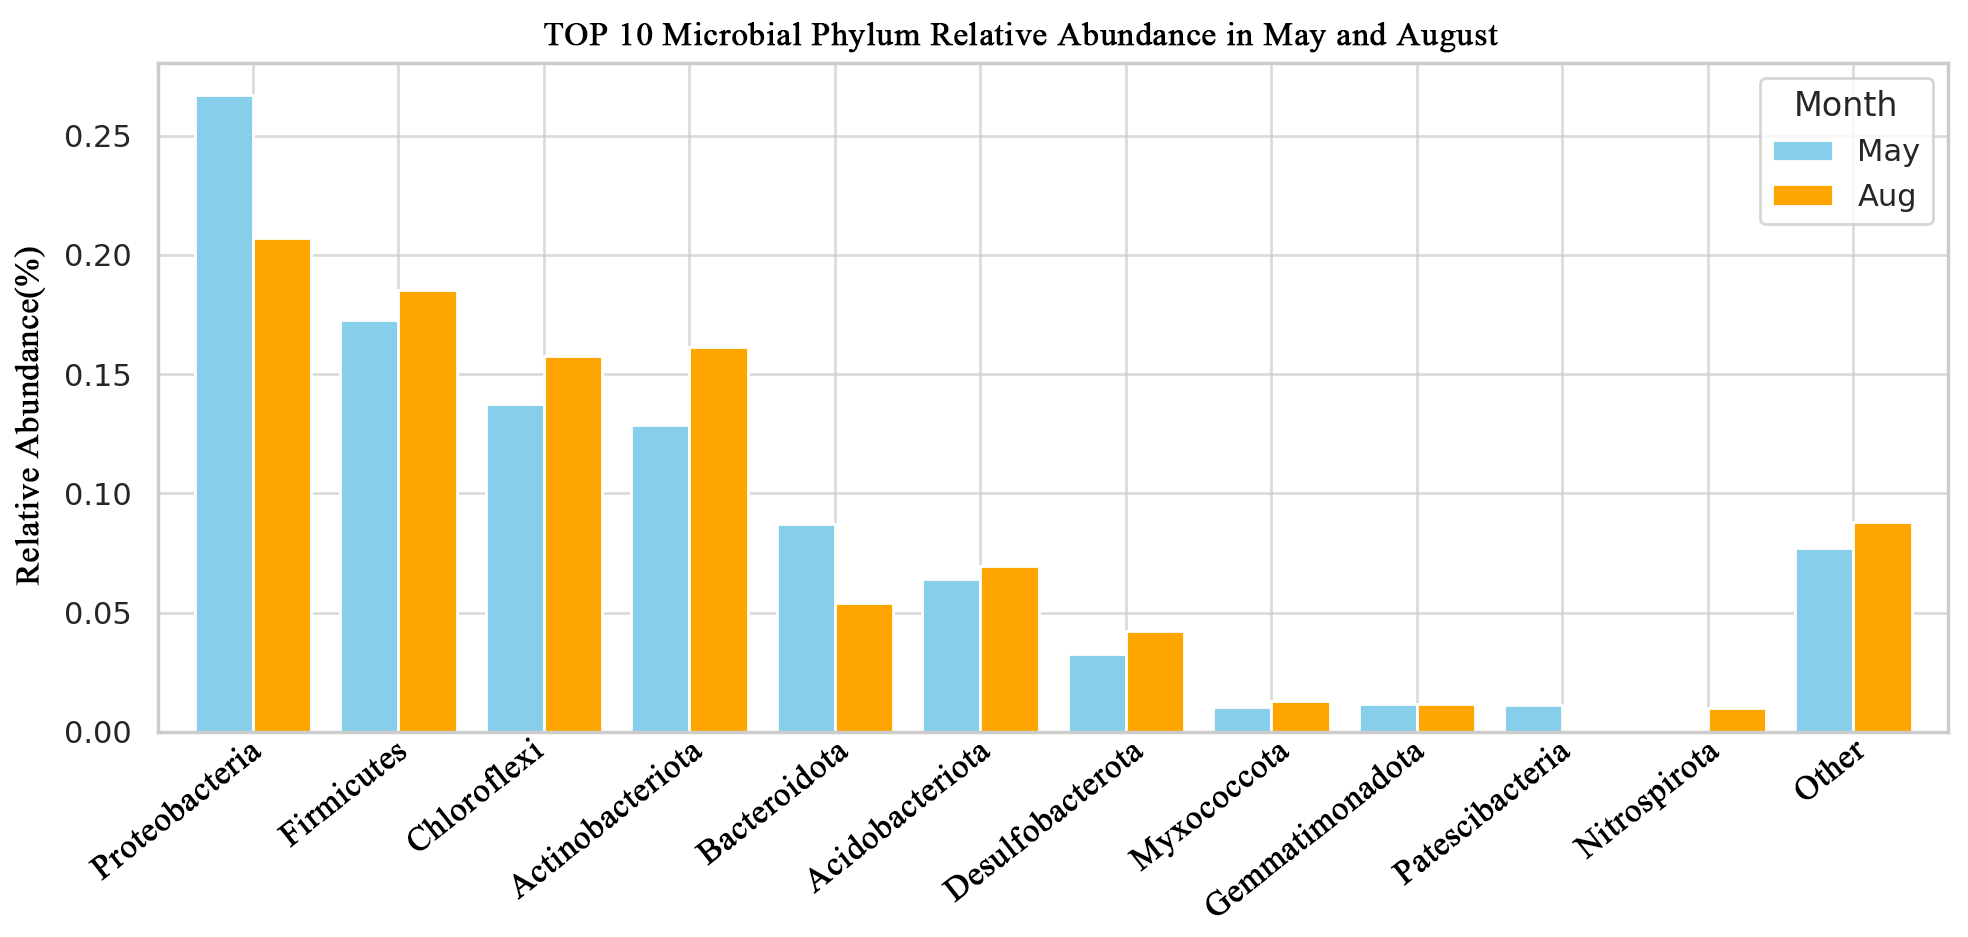 TOP 10 Microbial Phylum Relative Abundance in May and August
Relative Abundance(%)
0.25
0.20
0.15
0.10
0.05
0.00
Month
May
Aug
Proteobacteria
Firmicutes
Chloroflexi
Actinobacteriota
Bacteroidota
Acidobacteriota
Desulfobacterota
Myxococcota
Gemmatimonadota
Patescibacteria
Nitrospirota
Other